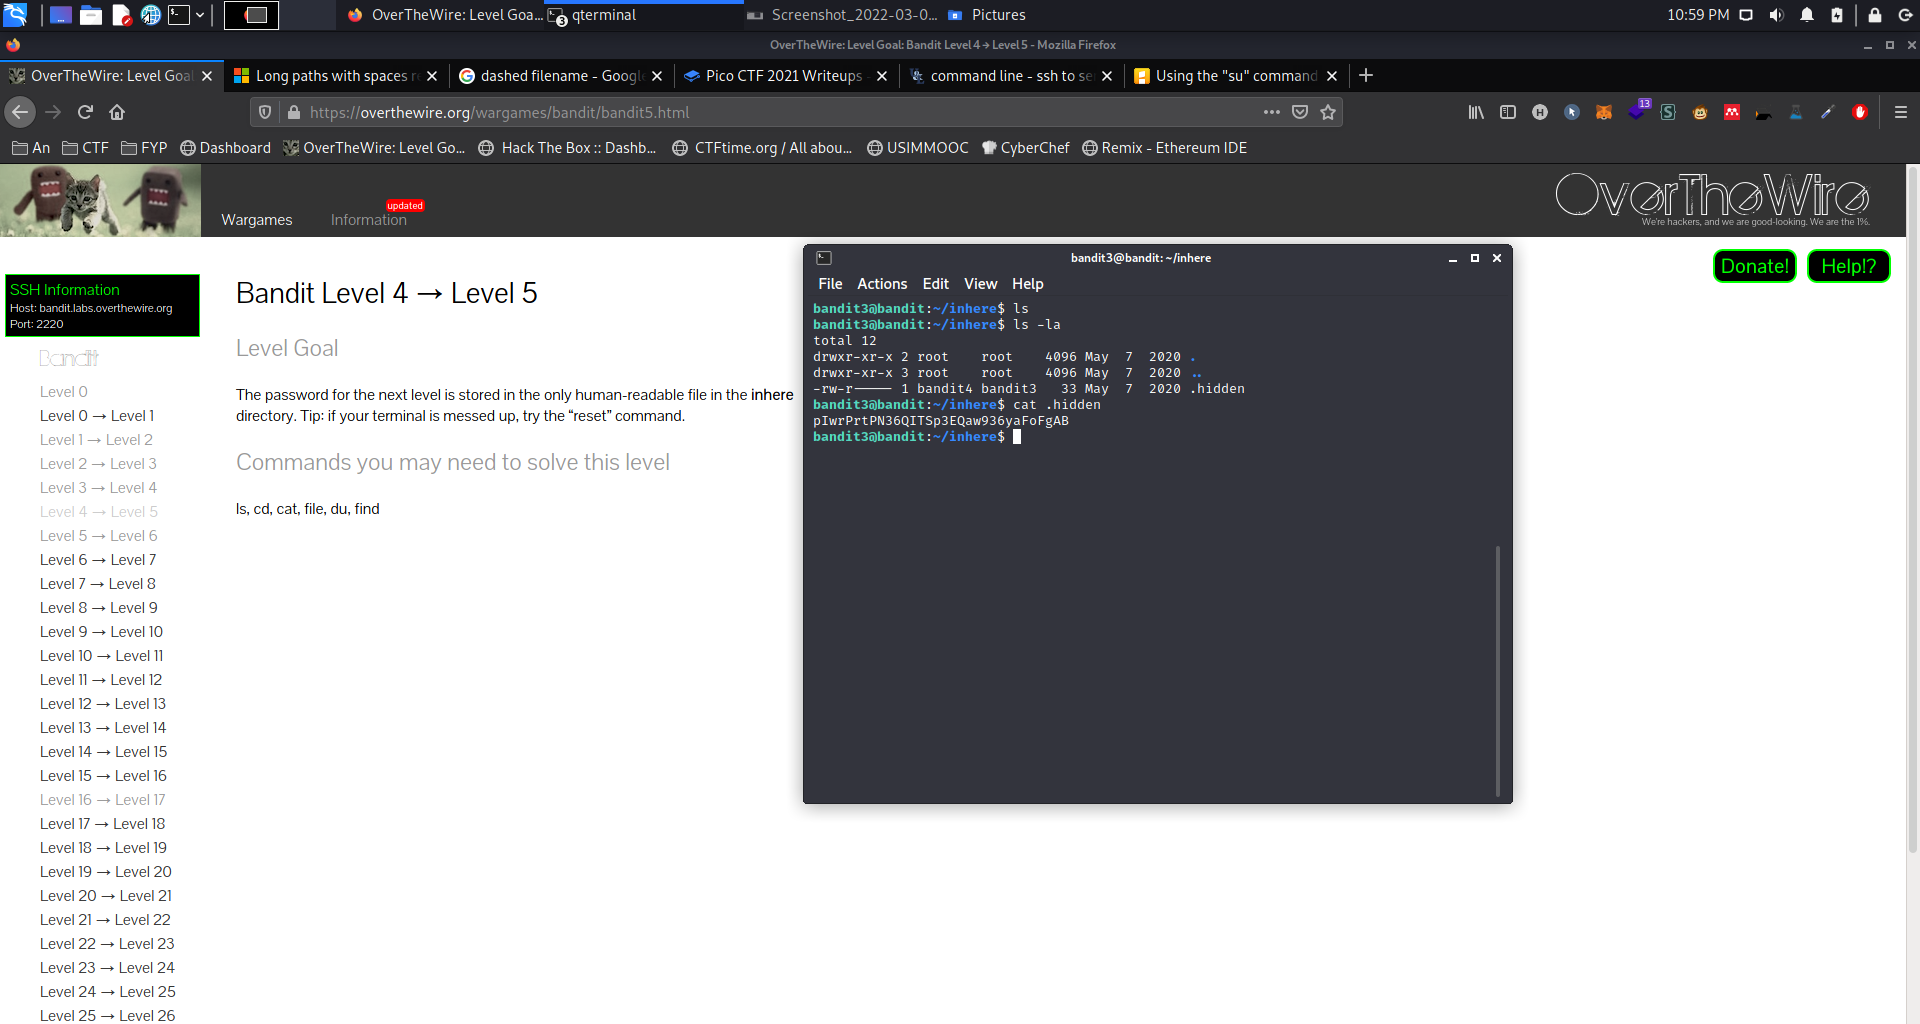 OverTheWire: Level Goa...
3
qterminal
Screenshot_2022-03-0...
Pictures
10:59 PM
OverTheWire: Level Goal: Bandit Level 4 → Level 5 - Mozilla Firefox
OverTheWire: Level Goal
Long paths with spaces r
dashed filename - Googl
Pico CTF 2021 Writeups
command line - ssh to se
Using the "su" command
https://overthewire.org/wargames/bandit/bandit5.html
13
An
CTF
FYP
Dashboard
OverTheWire: Level Go...
Hack The Box :: Dashb...
CTFtime.org / All abou...
USIMMOOC
CyberChef
Remix - Ethereum IDE
Wargames
Information
updated
OverTheWire
We're hackers, and we are good-looking. We are the 1%.
Donate!
Help!?
SSH Information
Host: bandit.labs.overthewire.org
Port: 2220
Bandit
Level 0
Level 0 → Level 1
Level 1 → Level 2
Level 2 → Level 3
Level 3 → Level 4
Level 4 → Level 5
Level 5 → Level 6
Level 6 → Level 7
Level 7 → Level 8
Level 8 → Level 9
Level 9 → Level 10
Level 10 → Level 11
Level 11 → Level 12
Level 12 → Level 13
Level 13 → Level 14
Level 14 → Level 15
Level 15 → Level 16
Level 16 → Level 17
Level 17 → Level 18
Level 18 → Level 19
Level 19 → Level 20
Level 20 → Level 21
Level 21 → Level 22
Level 22 → Level 23
Level 23 → Level 24
Level 24 → Level 25
Level 25 → Level 26
Bandit Level 4 → Level 5
Level Goal
The password for the next level is stored in the only human-readable file in the inhere
directory. Tip: if your terminal is messed up, try the “reset” command.
Commands you may need to solve this level
ls, cd, cat, file, du, find
bandit3@bandit: ~/inhere
File Actions Edit View Help
bandit3@bandit:~/inhere$ ls
bandit3@bandit:~/inhere$ ls -la
total 12
drwxr-xr-x 2 root    root    4096 May  7  2020 .
drwxr-xr-x 3 root    root    4096 May  7  2020 ..
-rw-r----- 1 bandit4 bandit3   33 May  7  2020 .hidden
bandit3@bandit:~/inhere$ cat .hidden
pIwrPrtPN36QITSp3EQaw936yaFoFgAB
bandit3@bandit:~/inhere$